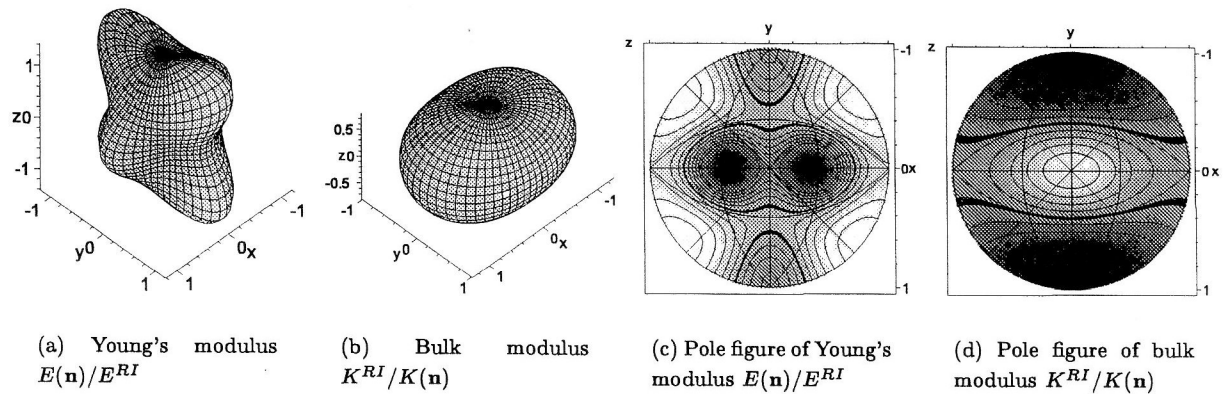 1
z0
-1
-1
y0
1
-1
0x
1
0.5
z0
-0.5
-1
y0
1
-1
0x
1
z
y
-1
0x
1
z
y
-1
0x
1
(a) Young's modulus
E(n)/E^{RI}
(b) Bulk modulus
K^{RI}/K(n)
(c) Pole figure of Young's
modulus E(n)/E^{RI}
(d) Pole figure of bulk
modulus K^{RI}/K(n)